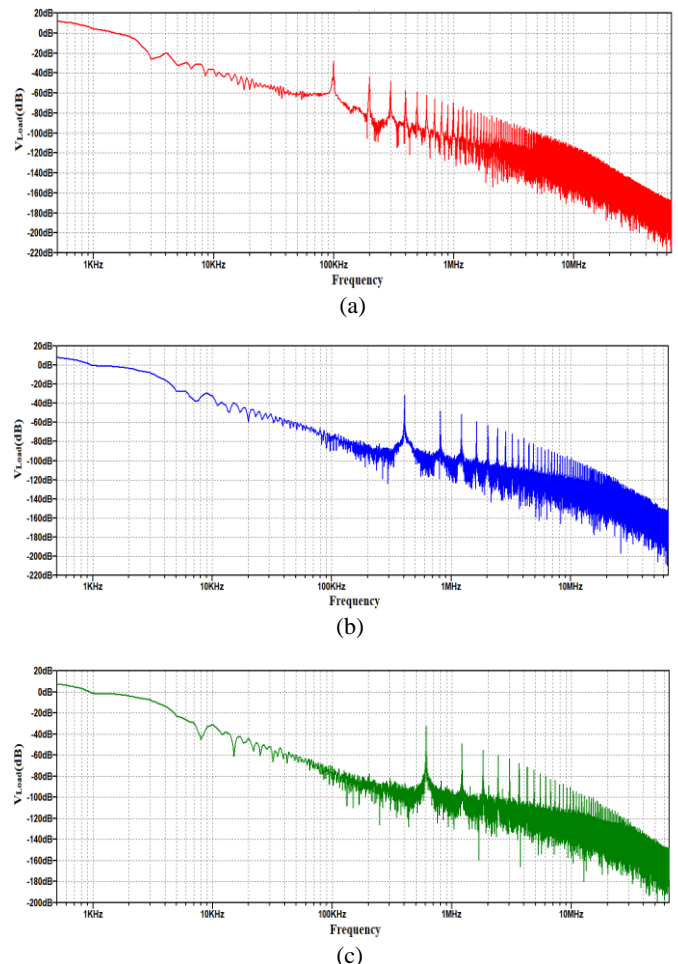 20dB
0dB
-20dB
-40dB
-60dB
-80dB
-100dB
-120dB
-140dB
-160dB
-180dB
-200dB
-220dB
VLoad(dB)
1KHz 10KHz 100KHz 1MHz 10MHz
Frequency
(a)
20dB
0dB
-20dB
-40dB
-60dB
-80dB
-100dB
-120dB
-140dB
-160dB
-180dB
-200dB
-220dB
VLoad(dB)
1KHz 10KHz 100KHz 1MHz 10MHz
Frequency
(b)
20dB
0dB
-20dB
-40dB
-60dB
-80dB
-100dB
-120dB
-140dB
-160dB
-180dB
-200dB
VLoad(dB)
1KHz 10KHz 100KHz 1MHz 10MHz
Frequency
(c)